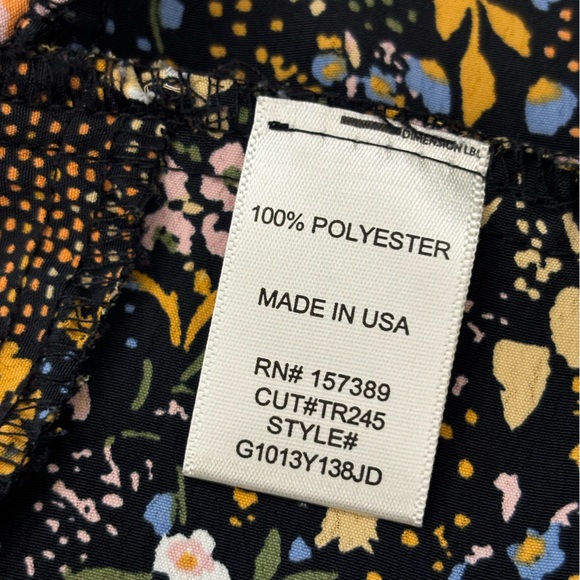 DIMENSION LBL
100% POLYESTER
MADE IN USA
RN# 157389
CUT#TR245
STYLE#
G1013Y138JD